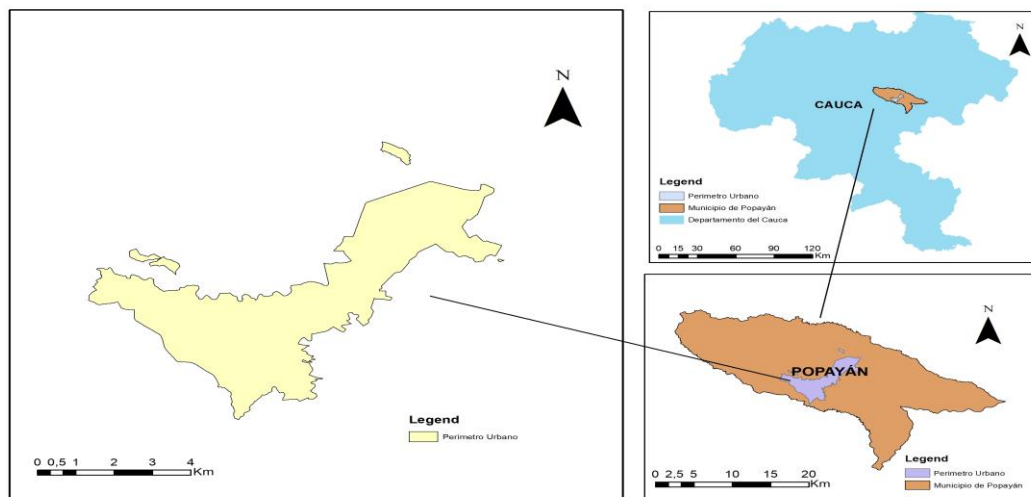 N
Legend
Perimetro Urbano
0 0,5 1 2 3 4
Km
N
CAUCA
Legend
Perimetro Urbano
Municipio de Popayán
Departamento del Cauca
0 15 30 60 90 120
Km
N
POPAYÁN
Legend
Perimetro Urbano
Municipio de Popayán
0 2,5 5 10 15 20
Km